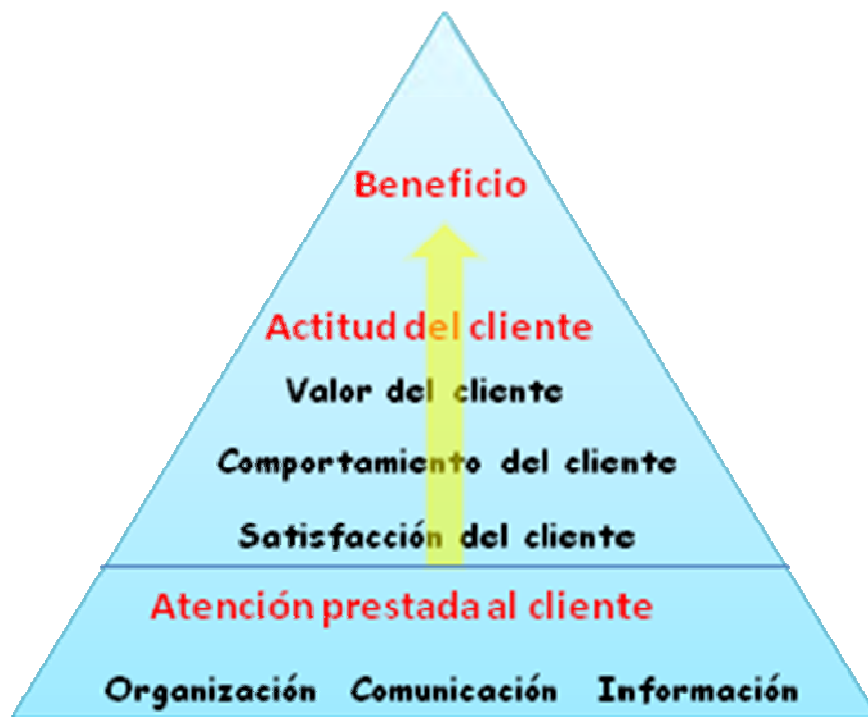 Beneficio
Actitud del cliente
Valor del cliente
Comportamiento del cliente
Satisfacción del cliente
Atención prestada al cliente
Organización Comunicación Información